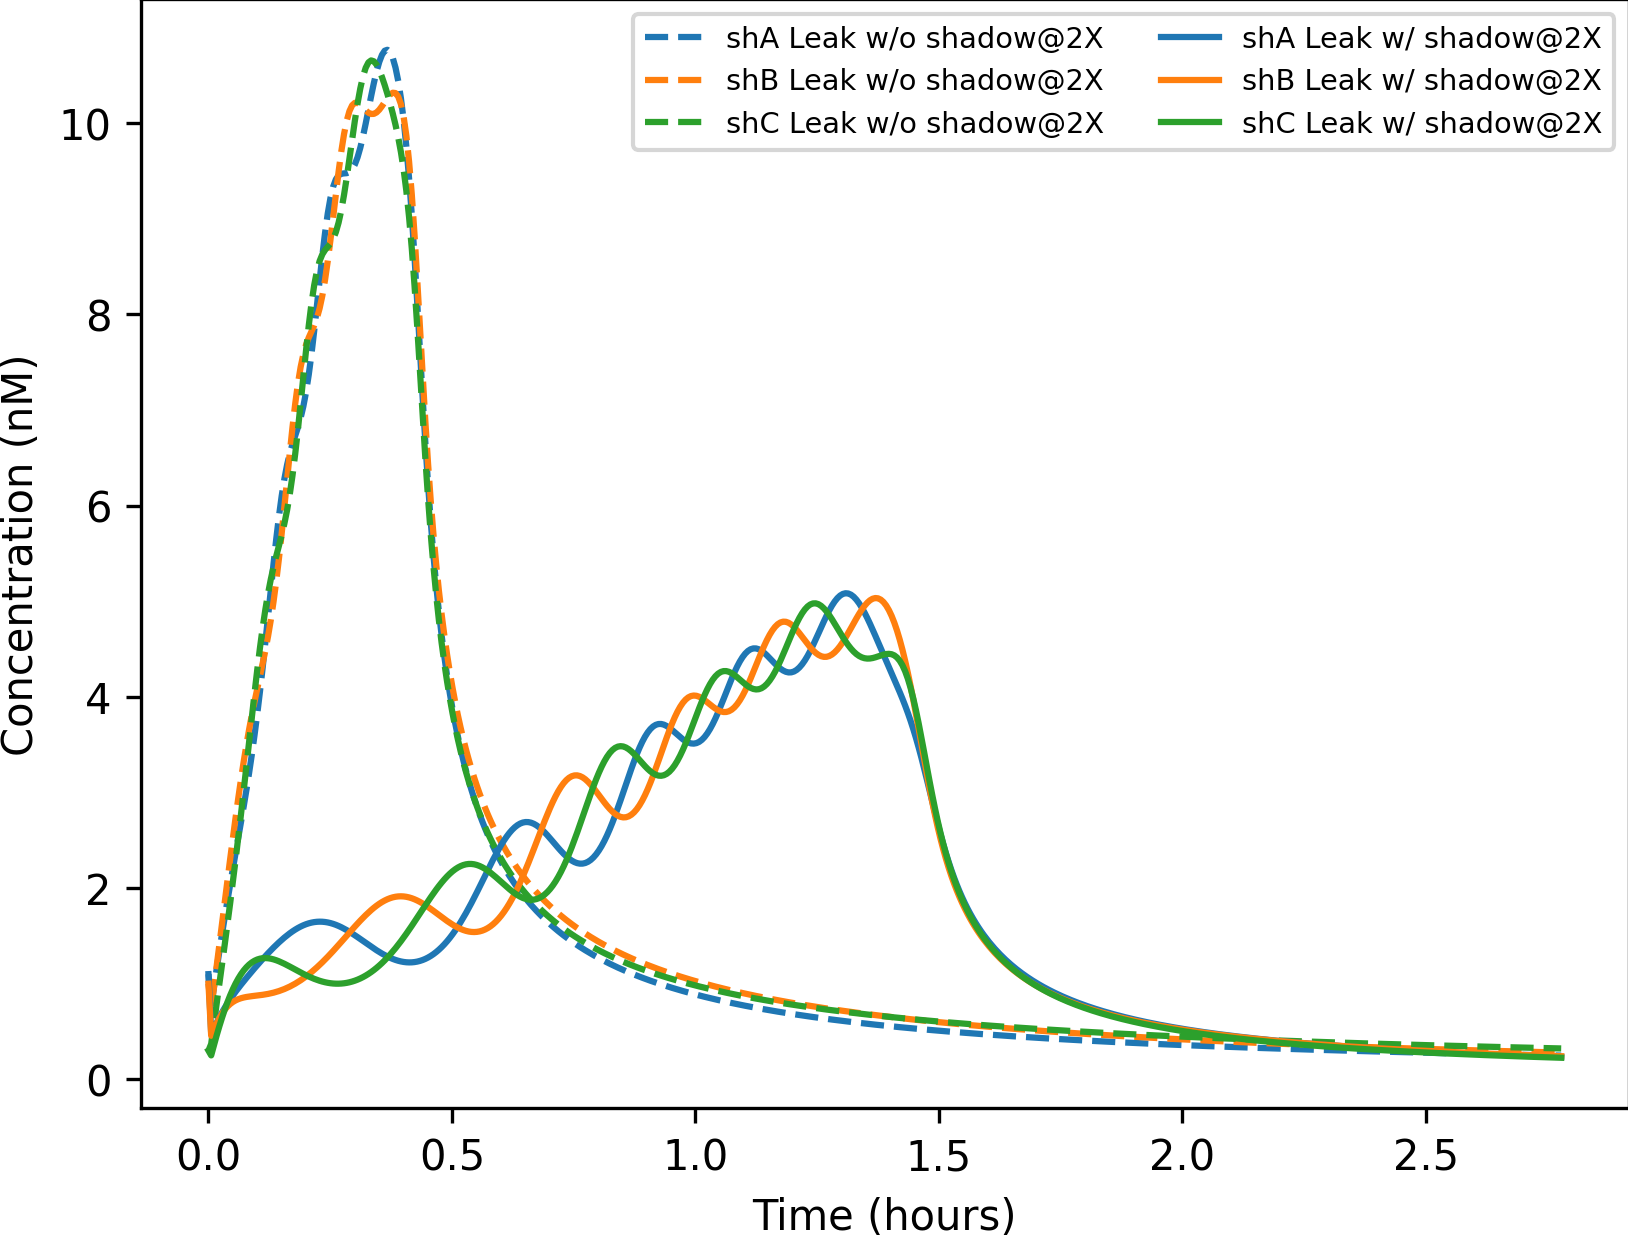 shA Leak w/o shadow@2X
shB Leak w/o shadow@2X
shC Leak w/o shadow@2X
shA Leak w/ shadow@2X
shB Leak w/ shadow@2X
shC Leak w/ shadow@2X
Concentration (nM)
10
8
6
4
2
0
0.0 0.5 1.0 1.5 2.0 2.5
Time (hours)